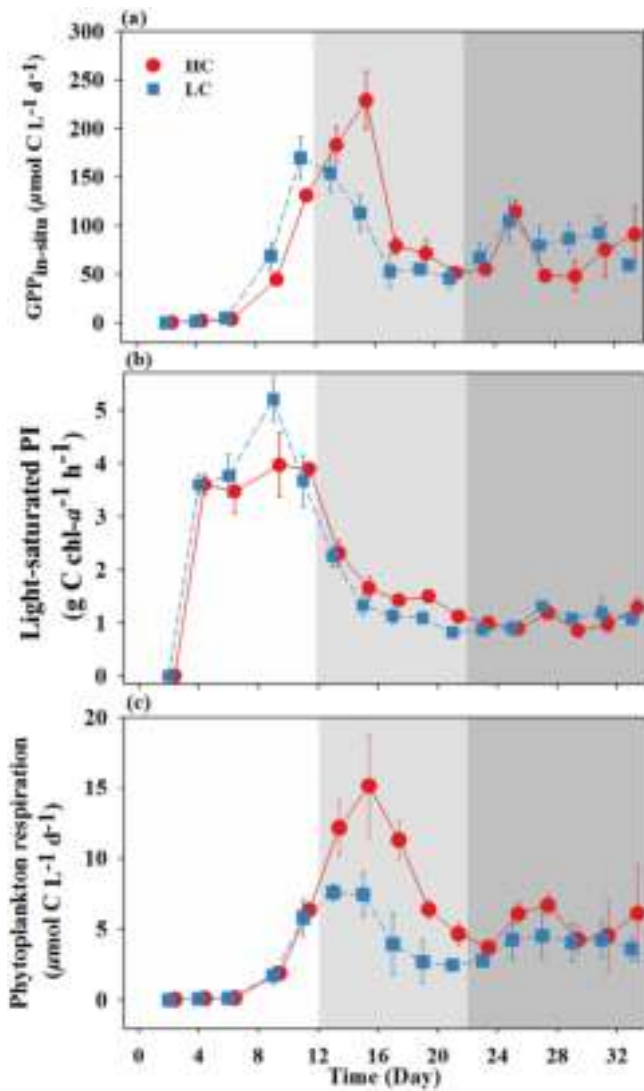 (a)
300
HC
LC
250
200
150
100
50
0
GPPin-situ (μmol C L-1 d-1)
(b)
5
4
3
2
1
0
Light-saturated PI
(g C chl-a-1 h-1)
(c)
20
15
10
5
0
Phytoplankton respiration
(μmol C L-1 d-1)
0 4 8 12 16 20 24 28 32
Time (Day)